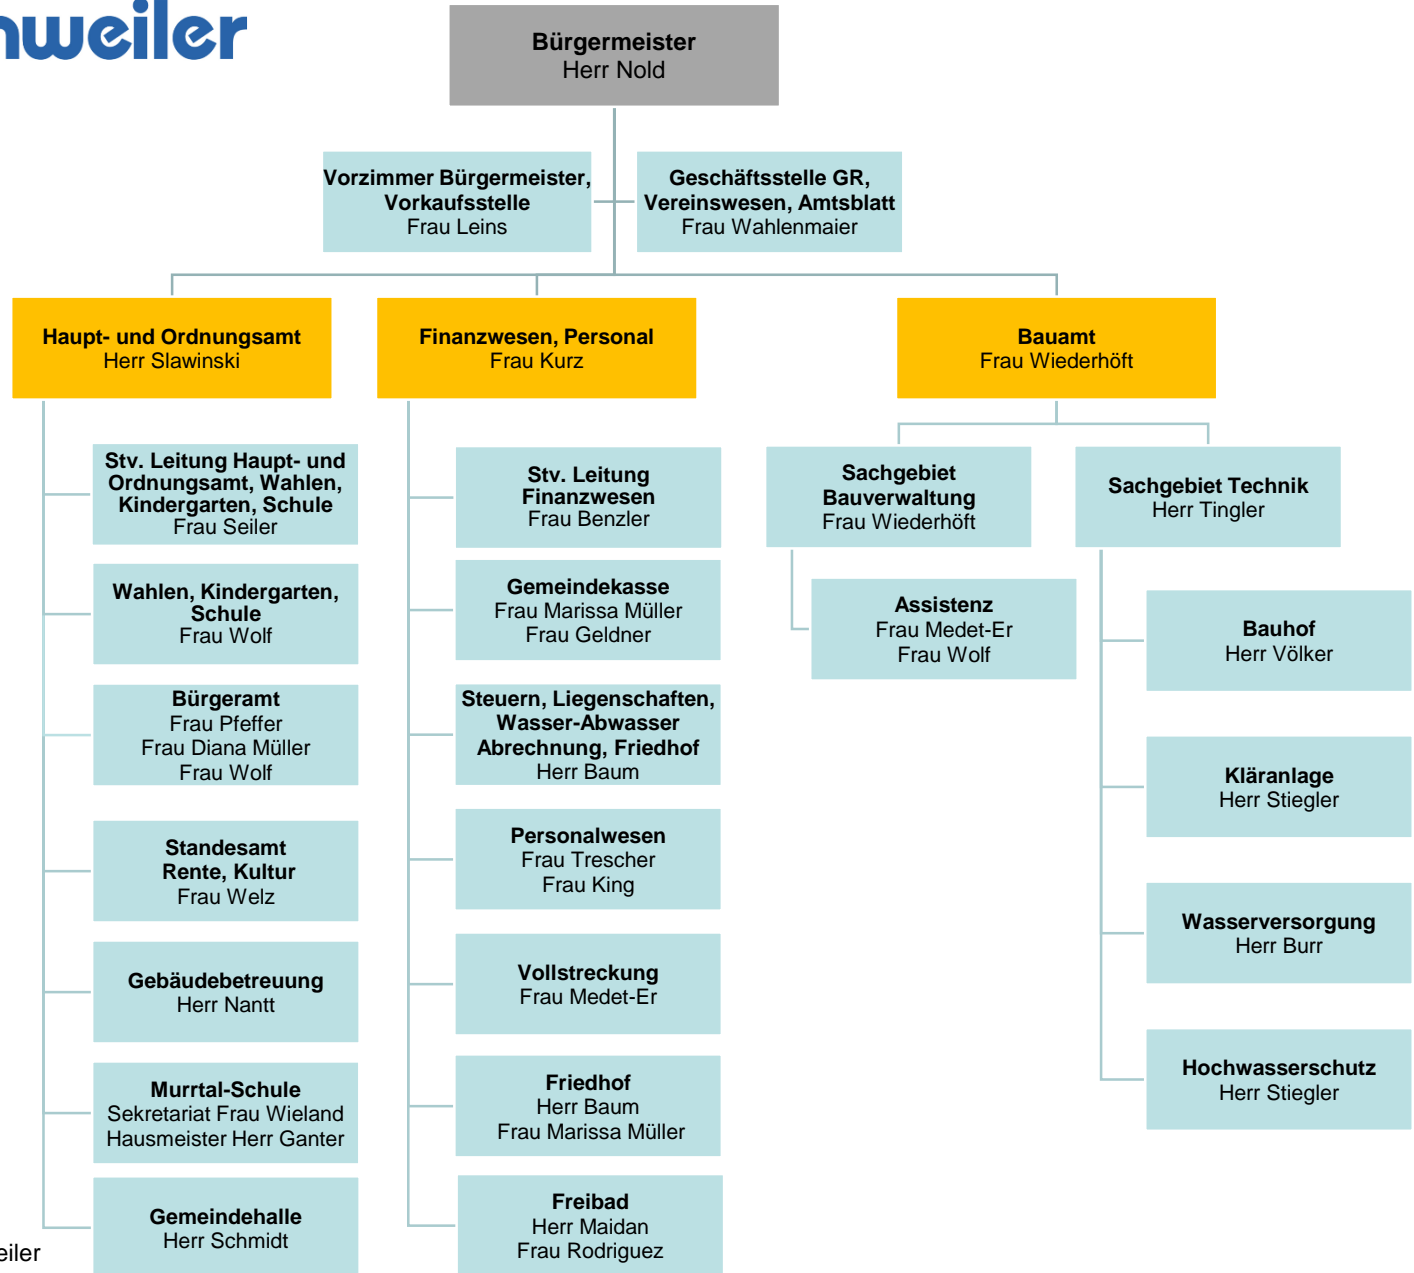 nweiler
Bürgermeister
Herr Nold
Vorzimmer Bürgermeister,
Vorkaufsstelle
Frau Leins
Geschäftsstelle GR,
Vereinswesen, Amtsblatt
Frau Wahlenmaier
Haupt- und Ordnungsamt
Herr Slawinski
Stv. Leitung Haupt- und
Ordnungsamt, Wahlen,
Kindergarten, Schule
Frau Seiler
Wahlen, Kindergarten,
Schule
Frau Wolf
Bürgeramt
Frau Pfeffer
Frau Diana Müller
Frau Wolf
Standesamt
Rente, Kultur
Frau Welz
Gebäudebetreuung
Herr Nantt
Murrtal-Schule
Sekretariat Frau Wieland
Hausmeister Herr Ganter
Gemeindehalle
Herr Schmidt
Finanzwesen, Personal
Frau Kurz
Stv. Leitung
Finanzwesen
Frau Benzler
Gemeindekasse
Frau Marissa Müller
Frau Geldner
Steuern, Liegenschaften,
Wasser-Abwasser
Abrechnung, Friedhof
Herr Baum
Personalwesen
Frau Trescher
Frau King
Vollstreckung
Frau Medet-Er
Friedhof
Herr Baum
Frau Marissa Müller
Freibad
Herr Maidan
Frau Rodriguez
Bauamt
Frau Wiederhöft
Sachgebiet
Bauverwaltung
Frau Wiederhöft
Assistenz
Frau Medet-Er
Frau Wolf
Sachgebiet Technik
Herr Tingler
Bauhof
Herr Völker
Kläranlage
Herr Stiegler
Wasserversorgung
Herr Burr
Hochwasserschutz
Herr Stiegler
eiler